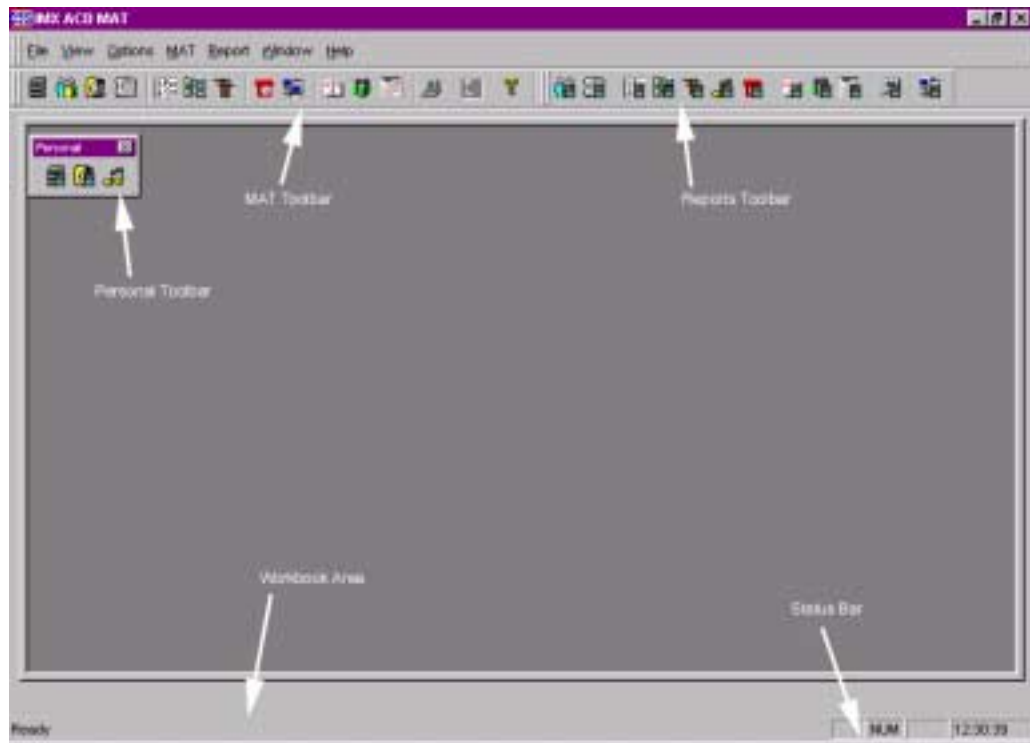 IMX ACD MAT
File View Options MAT Report Window Help
Personal
MAT Toolbar
Reports Toolbar
Personal Toolbar
Workbook Area
Status Bar
Ready NUM 12:30:39